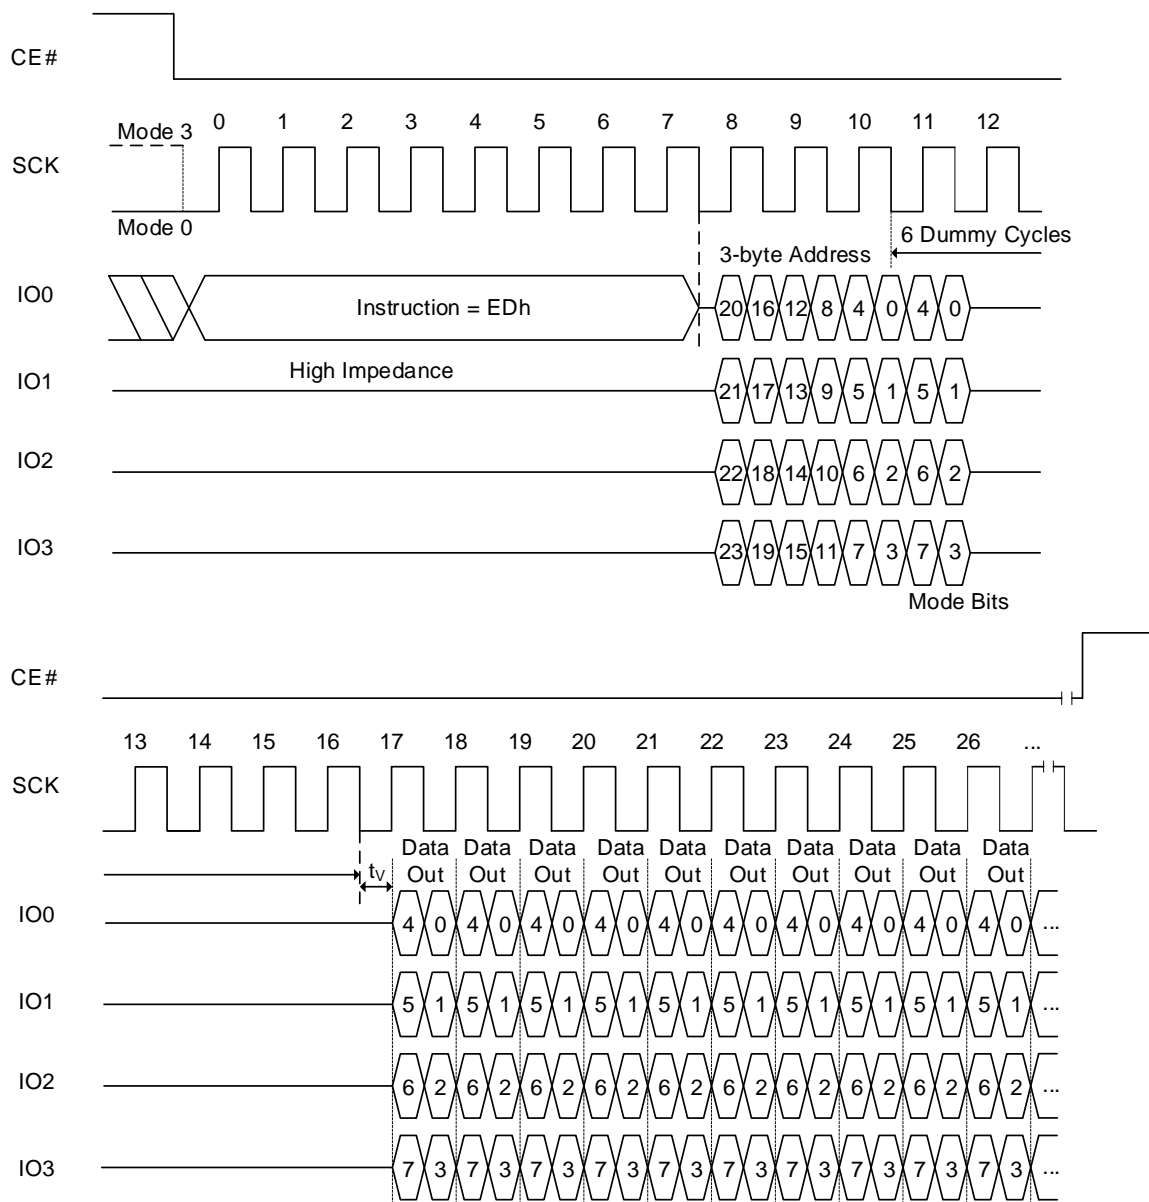 CE#
0 1 2 3 4 5 6 7 8 9 10 11 12
Mode 3
SCK
Mode 0
6 Dummy Cycles
3-byte Address
IO0
Instruction = EDh
20 16 12 8 4 0 4 0
High Impedance
IO1
21 17 13 9 5 1 5 1
IO2
22 18 14 10 6 2 6 2
IO3
23 19 15 11 7 3 7 3
Mode Bits
CE#
13 14 15 16 17 18 19 20 21 22 23 24 25 26 ...
SCK
Data Data Data Data Data Data Data Data Data Data
tV Out Out Out Out Out Out Out Out Out Out
IO0
4 0 4 0 4 0 4 0 4 0 4 0 4 0 4 0 4 0 4 0 ...
IO1
5 1 5 1 5 1 5 1 5 1 5 1 5 1 5 1 5 1 5 1 ...
IO2
6 2 6 2 6 2 6 2 6 2 6 2 6 2 6 2 6 2 6 2 ...
IO3
7 3 7 3 7 3 7 3 7 3 7 3 7 3 7 3 7 3 7 3 ...